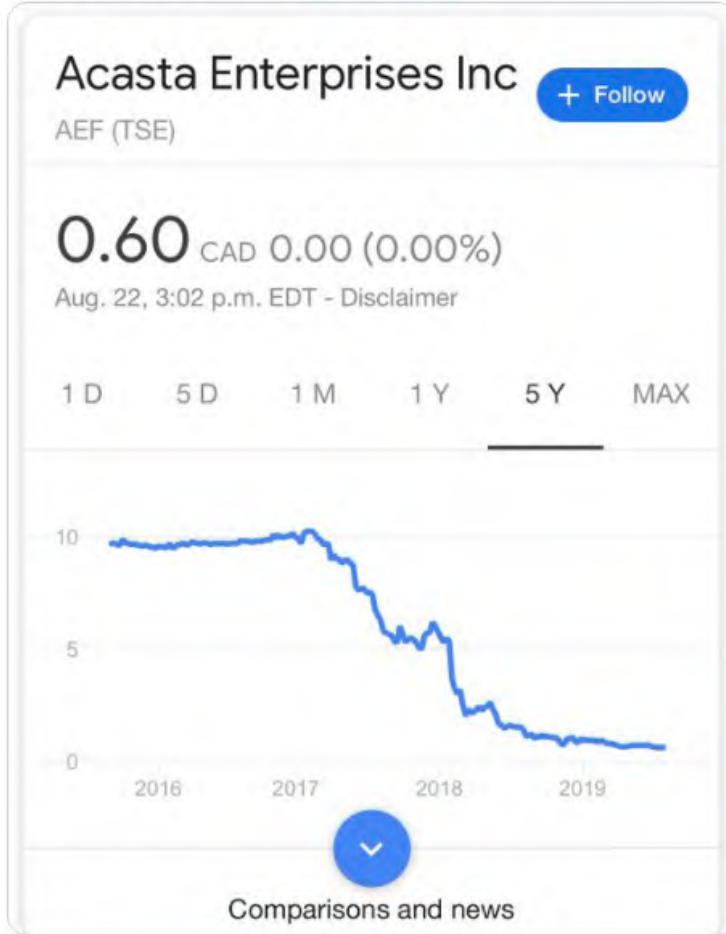 Acasta Enterprises Inc
+ Follow
AEF (TSE)
0.60 CAD 0.00 (0.00%)
Aug. 22, 3:02 p.m. EDT - Disclaimer
1 D 5 D 1 M 1 Y 5 Y MAX
10
5
0
2016 2017 2018 2019
Comparisons and news